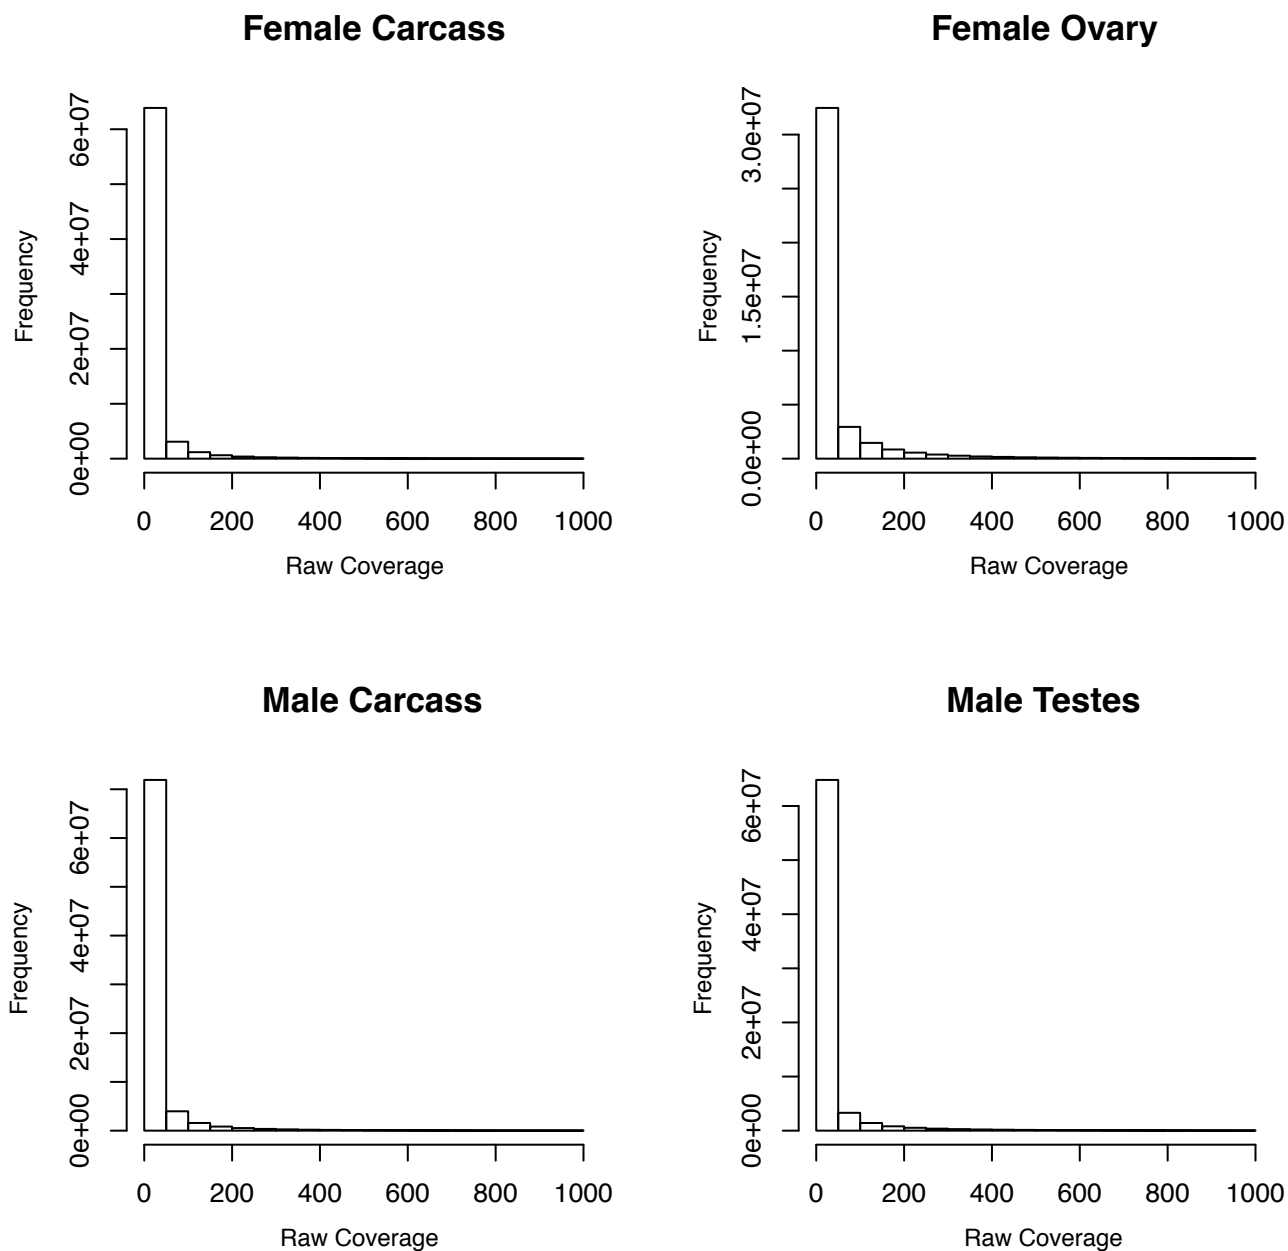 Female Carcass
Frequency
0e+00 2e+07 4e+07 6e+07
0 200 400 600 800 1000
Raw Coverage
Female Ovary
Frequency
0.0e+00 1.5e+07 3.0e+07
0 200 400 600 800 1000
Raw Coverage
Male Carcass
Frequency
0e+00 2e+07 4e+07 6e+07
0 200 400 600 800 1000
Raw Coverage
Male Testes
Frequency
0e+00 2e+07 4e+07 6e+07
0 200 400 600 800 1000
Raw Coverage